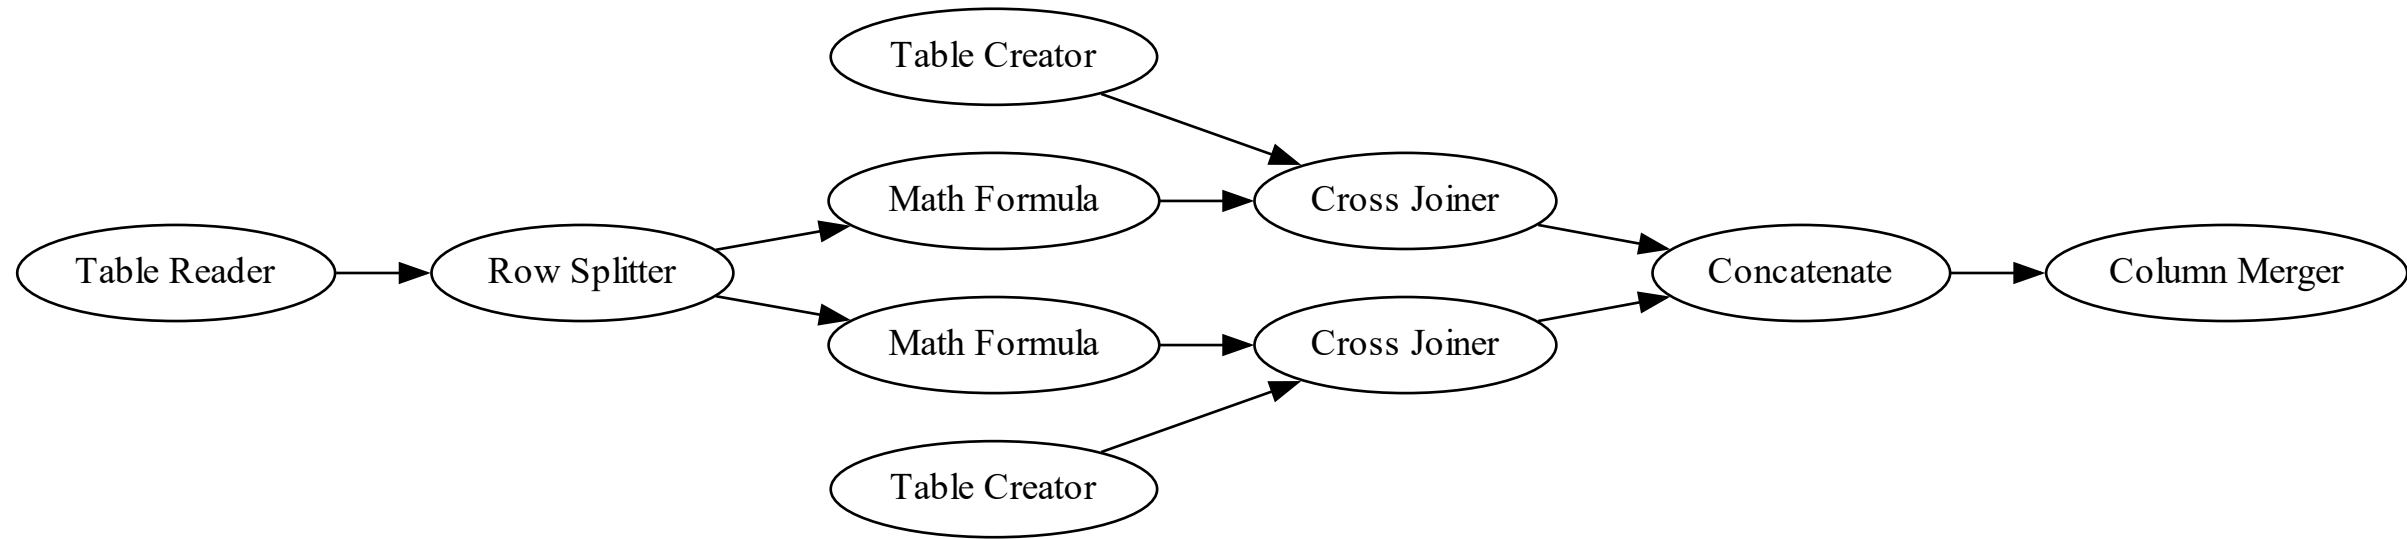 Table Creator
Math Formula
Cross Joiner
Table Reader
Row Splitter
Concatenate
Column Merger
Math Formula
Cross Joiner
Table Creator